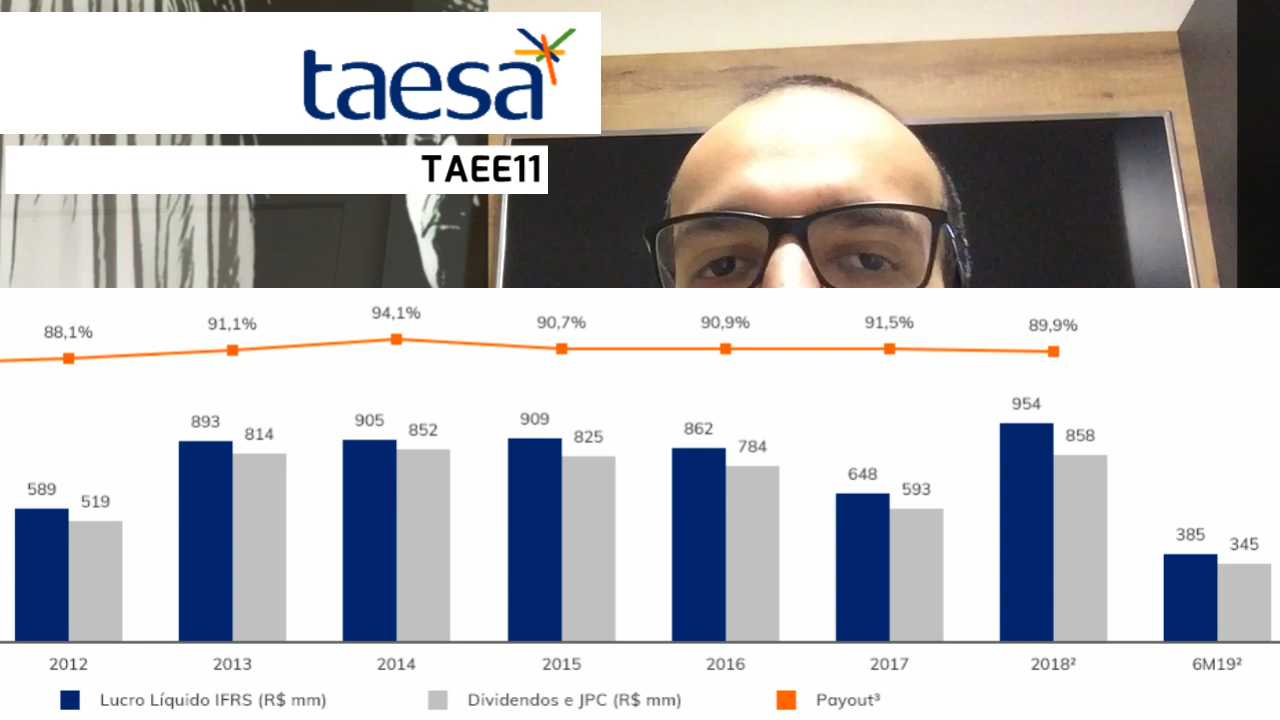 taesa
TAEE11
88,1% 91,1% 94,1% 90,7% 90,9% 91,5% 89,9%
589 519 893 814 905 852 909 825 862 784 648 593 954 858 385 345
2012 2013 2014 2015 2016 2017 2018² 6M19²
Lucro Líquido IFRS (R$ mm) Dividendos e JPC (R$ mm) Payout³